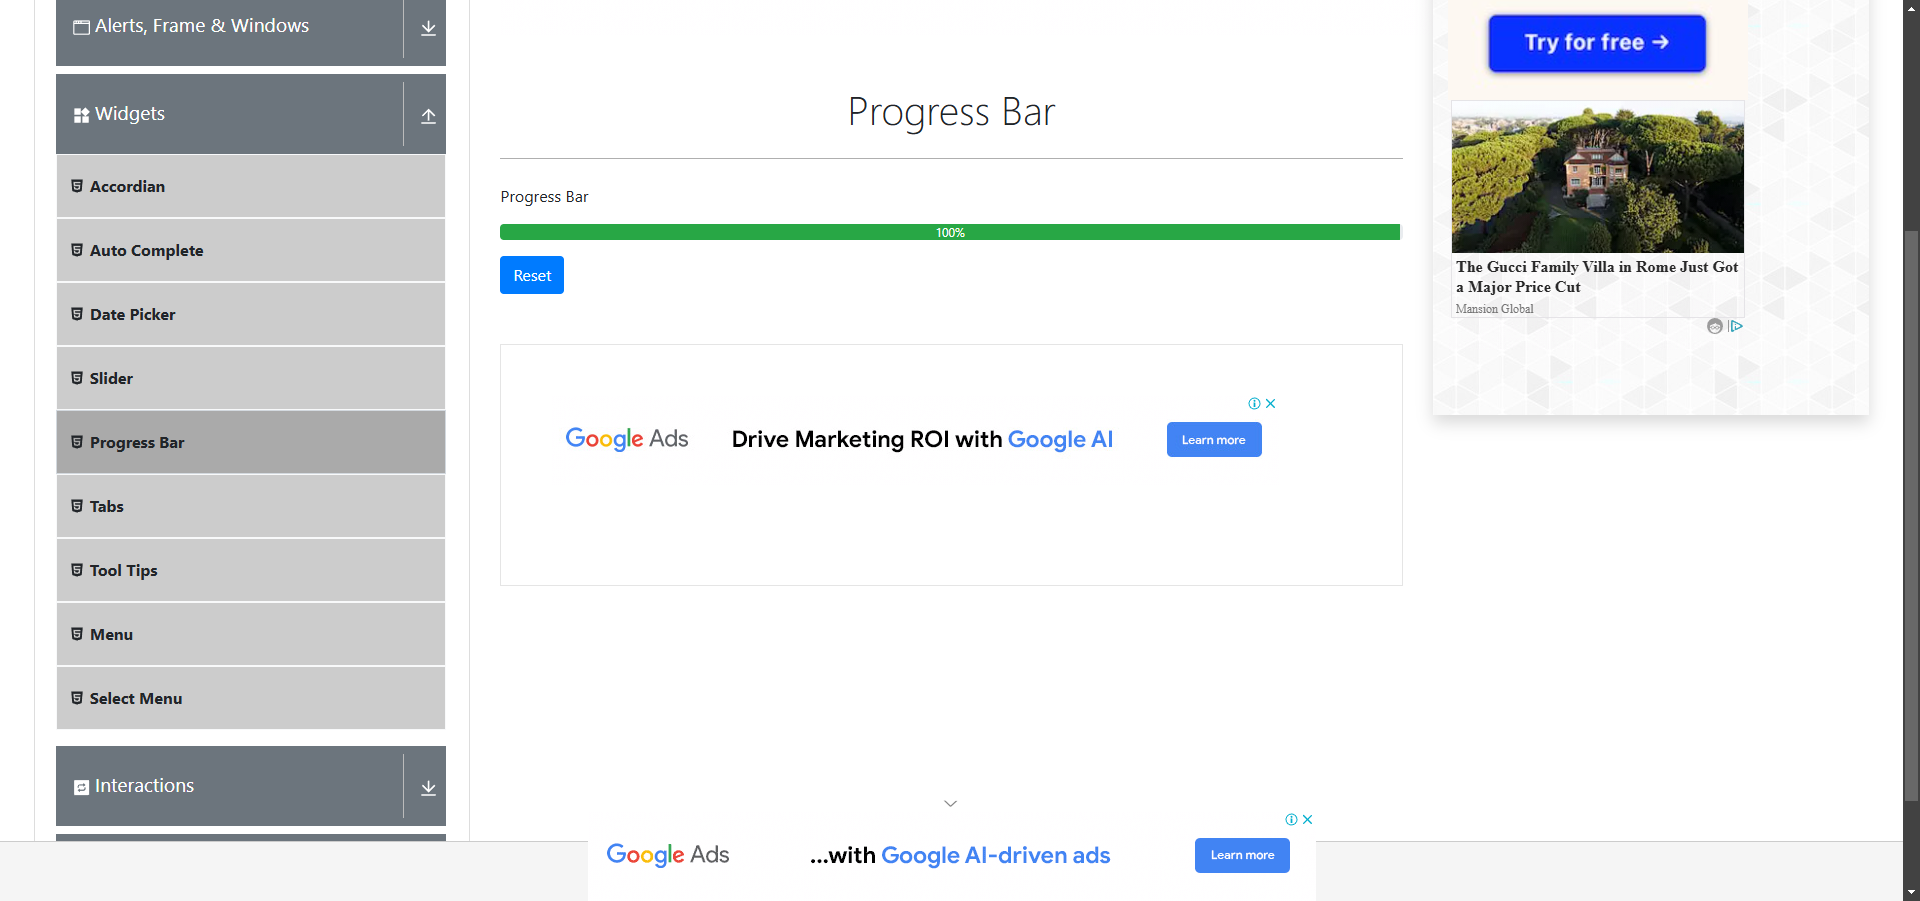 Alerts, Frame & Windows
Widgets
Accordian
Auto Complete
Date Picker
Slider
Progress Bar
Tabs
Tool Tips
Menu
Select Menu
Interactions
Progress Bar
Progress Bar
100%
Reset
Google Ads
Drive Marketing ROI with Google AI
Learn more
Try for free →
The Gucci Family Villa in Rome Just Got
a Major Price Cut
Mansion Global
Google Ads
...with Google AI-driven ads
Learn more